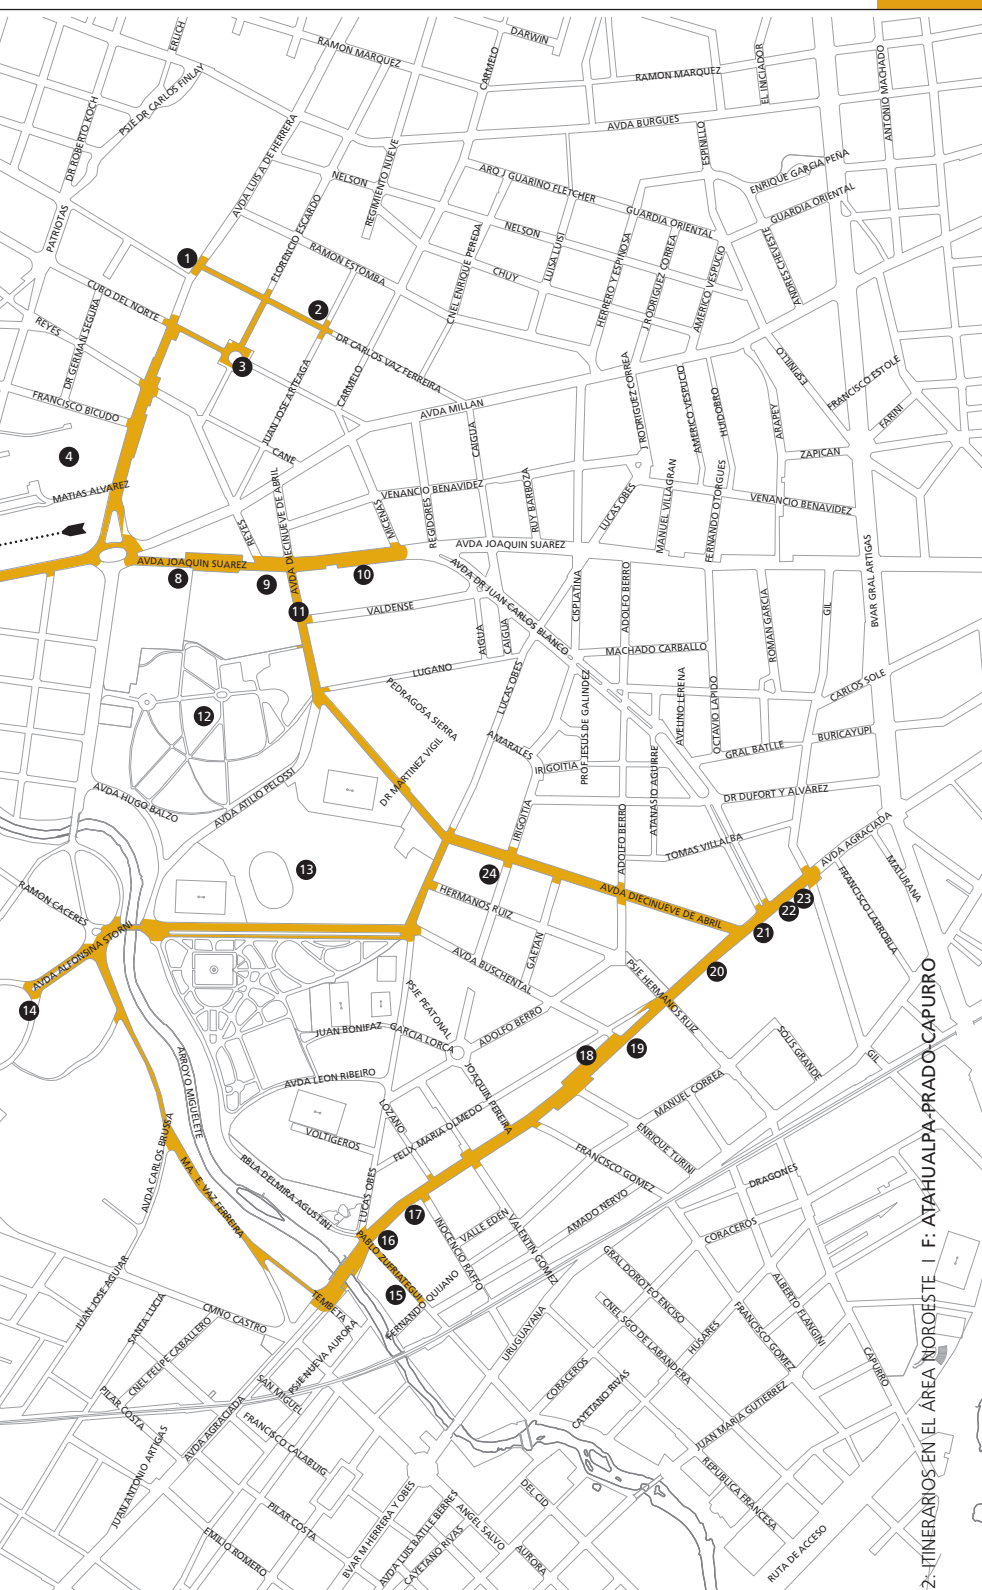 DARWIN
ERLICH
RAMON MARQUEZ
CARMELO
RAMON MARQUEZ
EL INICIADOR
ANTONIO MACHADO
PSJE DR CARLOS FINLAY
DR ROBERTO KOCH
AVDA BURGUES
ESPINILLO
AVDA LUIS A DE HERRERA
REGIMIENTO NUEVE
NELSON
ARO J GUARINO FLETCHER
ENRIQUE GARCIA PEÑA
GUARDIA ORIENTAL
GUARDIA ORIENTAL
PATRIOTAS
FLORENCIO ESCARDO
RAMON ESTOMBA
NELSON
CHUY
LUISA LUISI
CNEL ENRIQUE PEREDA
HERRERO Y ESPINOSA
J RODRIGUEZ CORREA
AMERICO VESPUCIO
ANDRES CHEVESTE
1
CUBO DEL NORTE
2
REYES
DR GERMAN SEGURA
DR CARLOS VAZ FERREIRA
3
ESPINILLO
FRANCISCO ESTOLE
FARINI
JUAN JOSE ARTEAGA
CARMELO
J RODRIGUEZ CORREA
AMERICO VESPUCIO
HUIDOBRO
ARAPEY
FRANCISCO BICUDO
AVDA MILLAN
CAIGUA
CANE
ZAPICAN
4
MATIAS ALVAREZ
VENANCIO BENAVIDEZ
RUY BARBOZA
LUCAS OBES
MANUEL VILLAGRAN
FERNANDO OTORGUES
VENANCIO BENAVIDEZ
REYES
AVDA DIECINUEVE DE ABRIL
MICENAS
REGIDORES
AVDA JOAQUIN SUAREZ
AVDA JOAQUIN SUAREZ
8
9
10
AVDA DR JUAN CARLOS BLANCO
CISPLATINA
ADOLFO BERRO
ROMAN GARCIA
GIL
BVAR GRAL ARTIGAS
11
VALDENSE
AIGUA
CAIGUA
MACHADO CARBALLO
LUGANO
PEDRAGOSA SIERRA
LUCAS OBES
PROF JESUS DE GALINDEZ
AVELINO LERENA
OCTAVIO LAPIDO
CARLOS SOLE
12
AMARALES
IRIGOITIA
GRAL BATLLE
BURICAYUPI
DR MARTINEZ VIGIL
AVDA HUGO BALZO
AVDA ATILIO PELOSSI
IRIGOITIA
ATANASIO AGUIRRE
DR DUFORT Y ALVAREZ
ADOLFO BERRO
TOMAS VILLALBA
AVDA AGRACIADA
MATURANA
13
24
AVDA DIECINUEVE DE ABRIL
HERMANOS RUIZ
RAMON CACERES
AVDA ALFONSINA STORNI
FRANCISCO LARROBLA
23
22
21
20
GAETAN
AVDA BUSCHENTAL
PSJE HERMANOS RUIZ
14
PSJE PEATONAL
JUAN BONIFAZ
GARCIA LORCA
ADOLFO BERRO
SOLIS GRANDE
GIL
19
18
ARROYO MIGUELETE
AVDA LEON RIBEIRO
JOAQUIN PEREIRA
LOZANO
FELIX MARIA OLMEDO
VOLTIGEROS
MANUEL CORREA
ENRIQUE TURINI
FRANCISCO GOMEZ
AVDA CARLOS BRUSSA
MA. E. VAZ FERREIRA
RBLA DELMIRA AGUSTINI
LUCAS OBES
DRAGONES
AMADO NERVO
CORACEROS
17
16
PABLO ZUFRIATEGUI
INOCENCIO RAFFO
VALLE EDEN
VALENTIN GOMEZ
15
FERNANDO QUIJANO
GRAL DOROTEO ENCISO
CNEL SGO DE LABANDERA
HUSARES
FRANCISCO GOMEZ
ALBERTO FLANGINI
CAPURRO
JUAN JOSE AGUIAR
SANTA LUCIA
CMNO CASTRO
TEMBETA
CNEL FELIPE CABALLERO
PSJE NUEVA AURORA
URUGUAYANA
CORACEROS
CAYETANO RIVAS
SAN MIGUEL
PILAR COSTA
AVDA AGRACIADA
FRANCISCO CALABUIG
JUAN MARIA GUTIERREZ
REPUBLICA FRANCESA
JUAN ANTONIO ARTIGAS
PILAR COSTA
EMILIO ROMERO
BVAR M HERRERA Y OBES
AVDA LUIS BATLLE BERRES
CAYETANO RIVAS
ANGEL SALVO
DEL CID
AURORA
RUTA DE ACCESO
2: ITINERARIOS EN EL ÁREA NOROESTE | F: ATAHUALPA-PRADO-CAPURRO